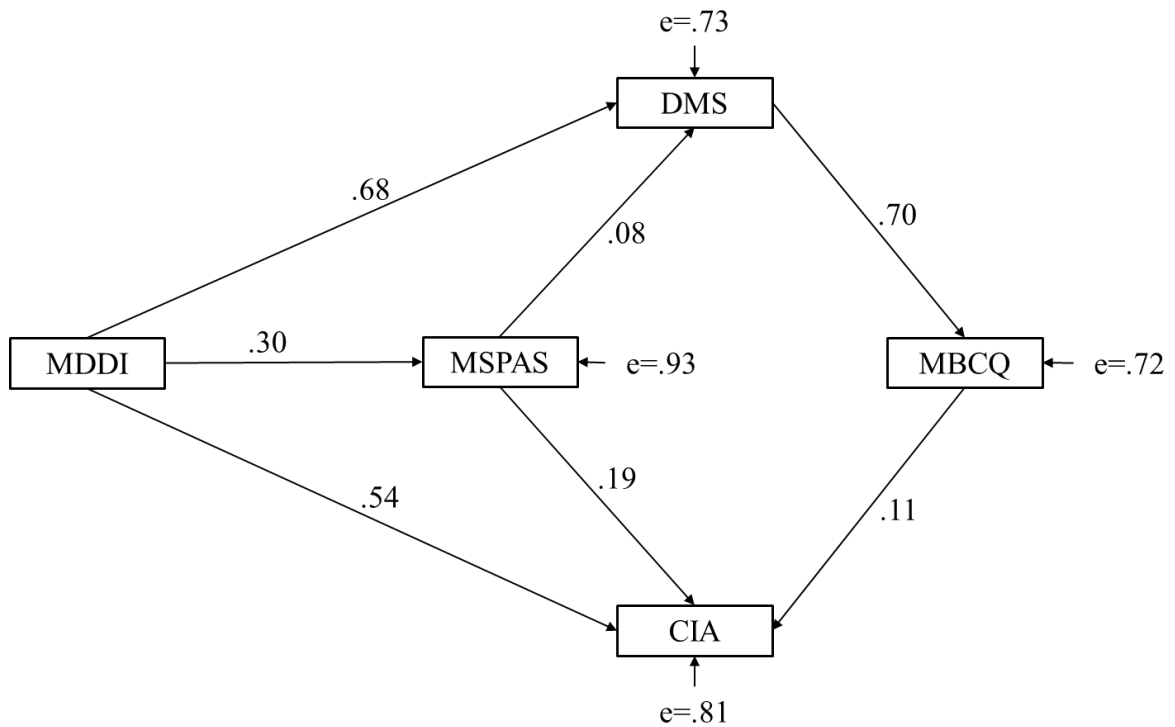 e=.73
DMS
.68
.08
.70
.30
MDDI
MSPAS
e=.93
MBCQ
e=.72
.54
.19
.11
CIA
e=.81